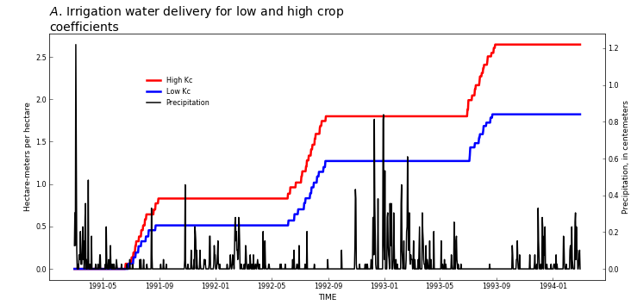 A. Irrigation water delivery for low and high crop
coefficients
High Kc
Low Kc
Precipitation
Hectare-meters per hectare
2.5
2.0
1.5
1.0
0.5
0.0
Precipitation, in centemeters
1.2
1.0
0.8
0.6
0.4
0.2
0.0
1991-05
1991-09
1992-01
1992-05
1992-09
1993-01
1993-05
1993-09
1994-01
TIME